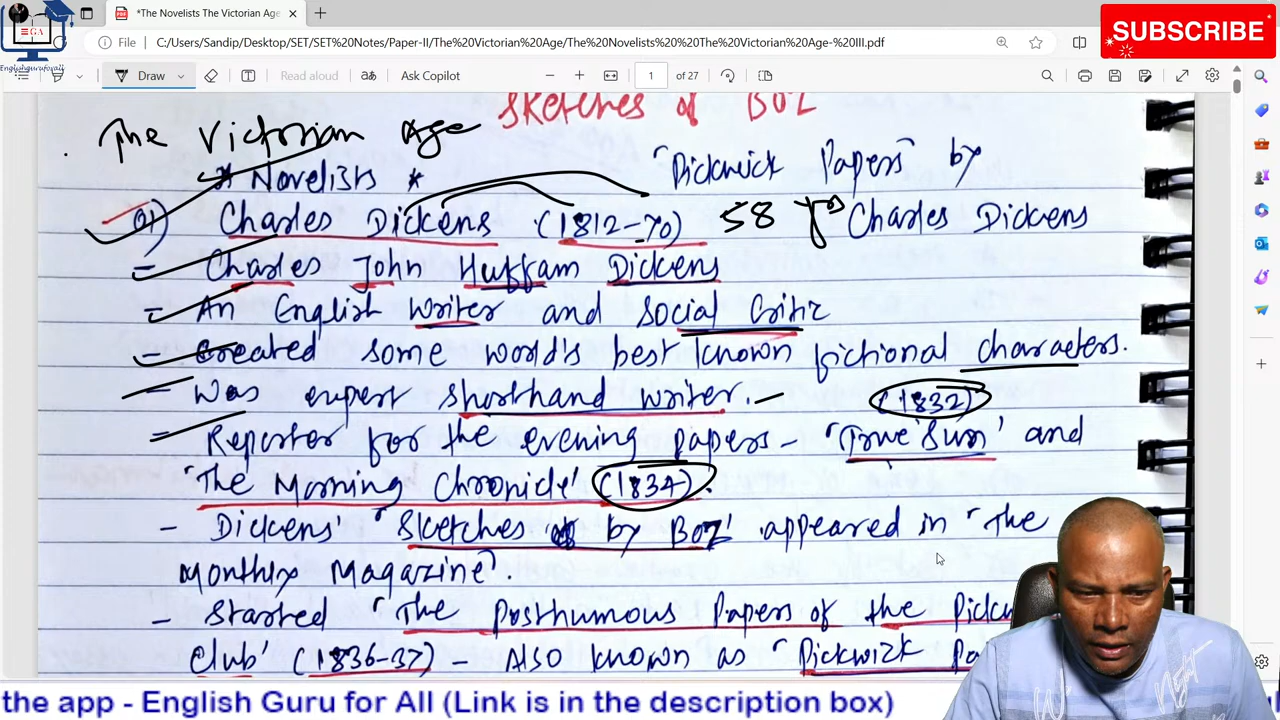 *The Novelists The Victorian Age
SUBSCRIBE
EGA
Englishguruforall
File
C:/Users/Sandip/Desktop/SET/SET%20Notes/Paper-II/The%20Victorian%20Age/The%20Novelists%20%20The%20Victorian%20Age-%20III.pdf
Draw
Read aloud
Ask Copilot
1
of 27
Sketches of BoZ
The Victorian Age
* Novelists *
"Pickwick Papers" by
01) Charles Dickens (1812-70) 58 yrs Charles Dickens
= Charles John Huffam Dickens
= An English Writer and Social Critic
- Created some world's best known fictional characters.
- Was expert shorthand writer. - (1832)
Reporter for the evening papers - 'True Sun' and
'The Morning Chronicle' (1834).
- Dickens' 'Sketches by BoZ' appeared in 'The
Monthly Magazine'.
- Started 'The Posthumous Papers of the
Club' (1836-37) - Also known as 'Pickwick
the app - English Guru for All (Link is in the description box)